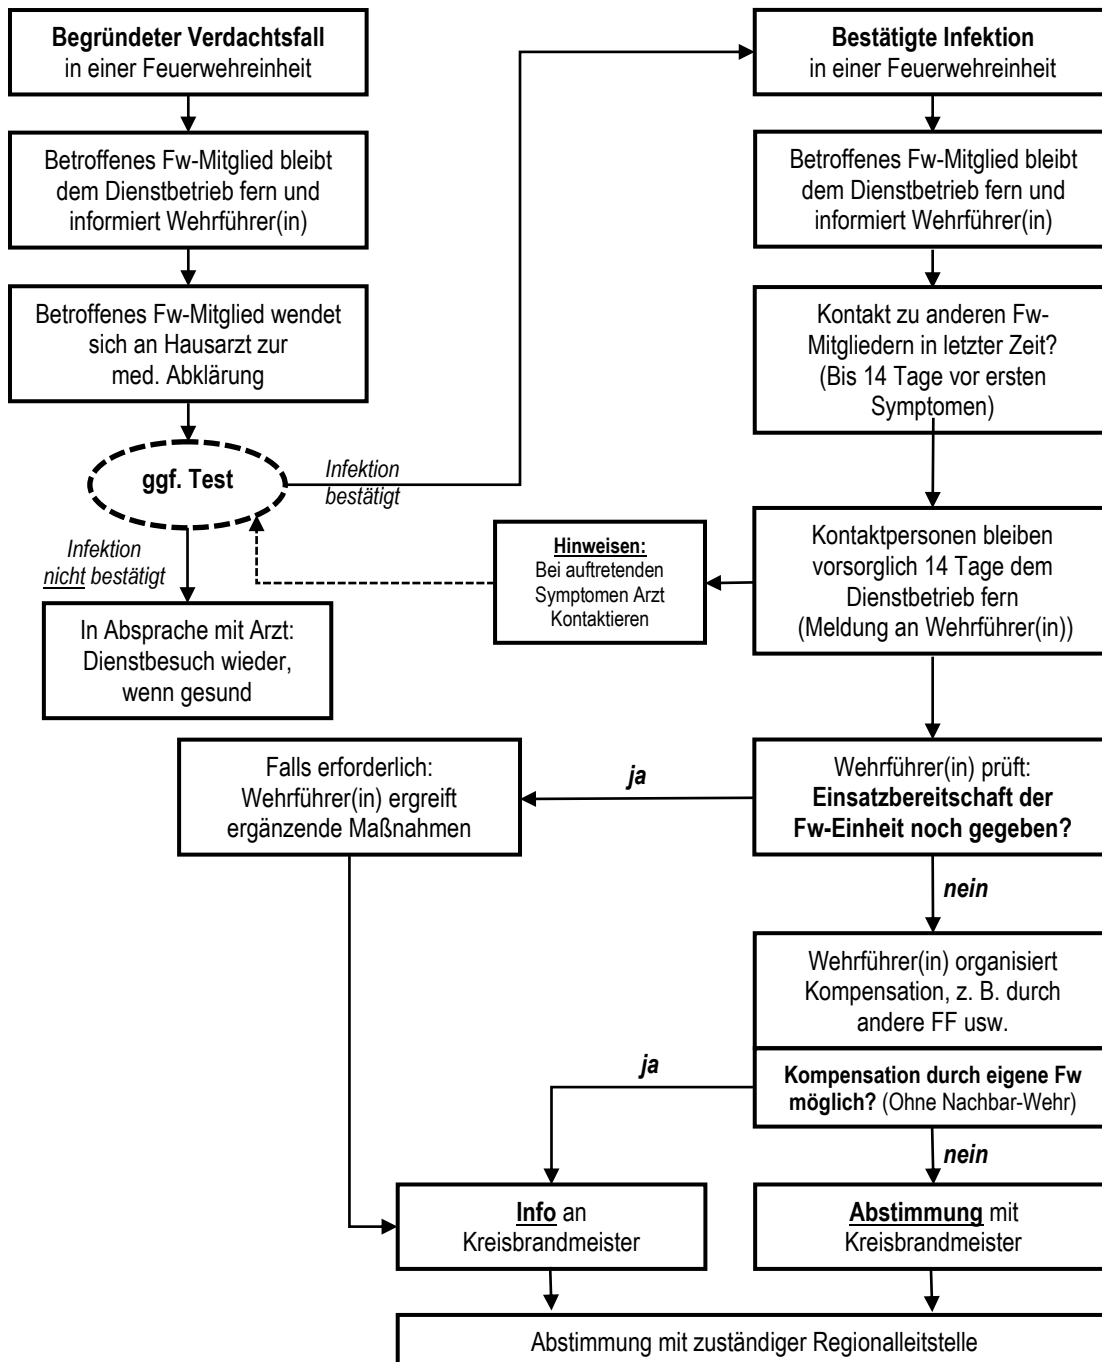 Begründeter Verdachtsfall
in einer Feuerwehreinheit
Betroffenes Fw-Mitglied bleibt
dem Dienstbetrieb fern und
informiert Wehrführer(in)
Betroffenes Fw-Mitglied wendet
sich an Hausarzt zur
med. Abklärung
ggf. Test
Infektion
bestätigt
Infektion
nicht bestätigt
In Absprache mit Arzt:
Dienstbesuch wieder,
wenn gesund
Bestätigte Infektion
in einer Feuerwehreinheit
Betroffenes Fw-Mitglied bleibt
dem Dienstbetrieb fern und
informiert Wehrführer(in)
Kontakt zu anderen Fw-
Mitgliedern in letzter Zeit?
(Bis 14 Tage vor ersten
Symptomen)
Kontaktpersonen bleiben
vorsorglich 14 Tage dem
Dienstbetrieb fern
(Meldung an Wehrführer(in))
Hinweisen:
Bei auftretenden
Symptomen Arzt
Kontaktieren
Wehrführer(in) prüft:
Einsatzbereitschaft der
Fw-Einheit noch gegeben?
ja
Falls erforderlich:
Wehrführer(in) ergreift
ergänzende Maßnahmen
nein
Wehrführer(in) organisiert
Kompensation, z. B. durch
andere FF usw.
Kompensation durch eigene Fw
möglich? (Ohne Nachbar-Wehr)
ja
nein
Info an
Kreisbrandmeister
Abstimmung mit
Kreisbrandmeister
Abstimmung mit zuständiger Regionalleitstelle